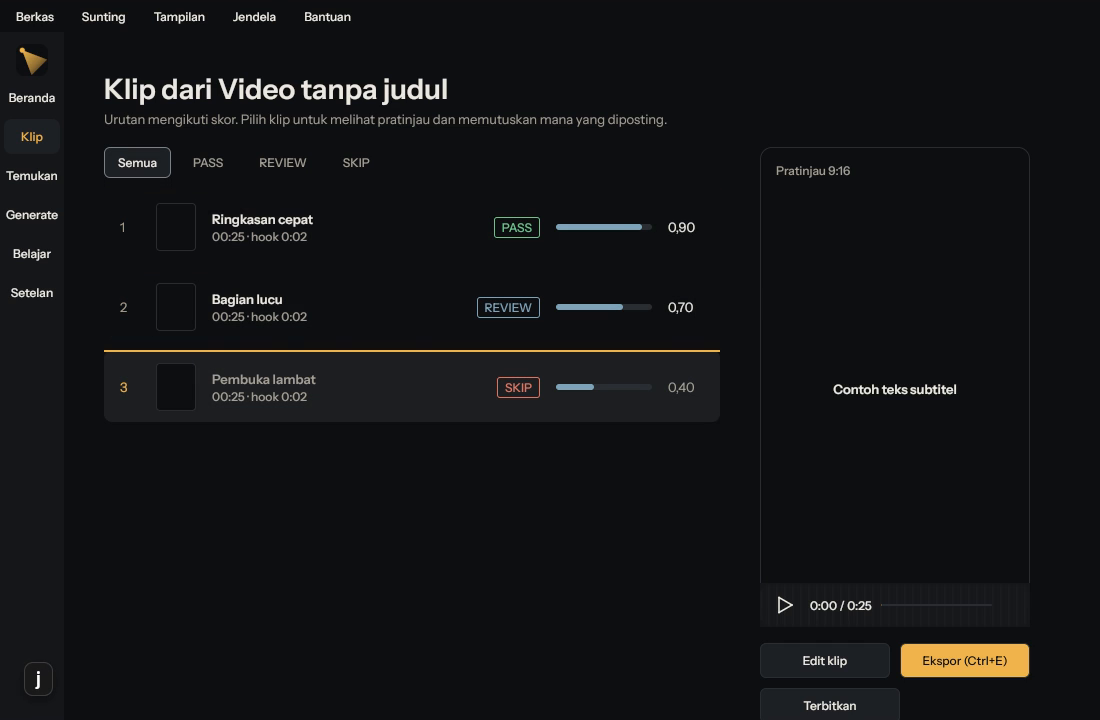 Berkas Sunting Tampilan Jendela Bantuan
Beranda
Klip
Temukan
Generate
Belajar
Setelan
j
Klip dari Video tanpa judul
Urutan mengikuti skor. Pilih klip untuk melihat pratinjau dan memutuskan mana yang diposting.
Semua PASS REVIEW SKIP
1 Ringkasan cepat PASS 0,90
00:25 · hook 0:02
2 Bagian lucu REVIEW 0,70
00:25 · hook 0:02
3 Pembuka lambat SKIP 0,40
00:25 · hook 0:02
Pratinjau 9:16
Contoh teks subtitel
0:00 / 0:25
Edit klip Ekspor (Ctrl+E)
Terbitkan